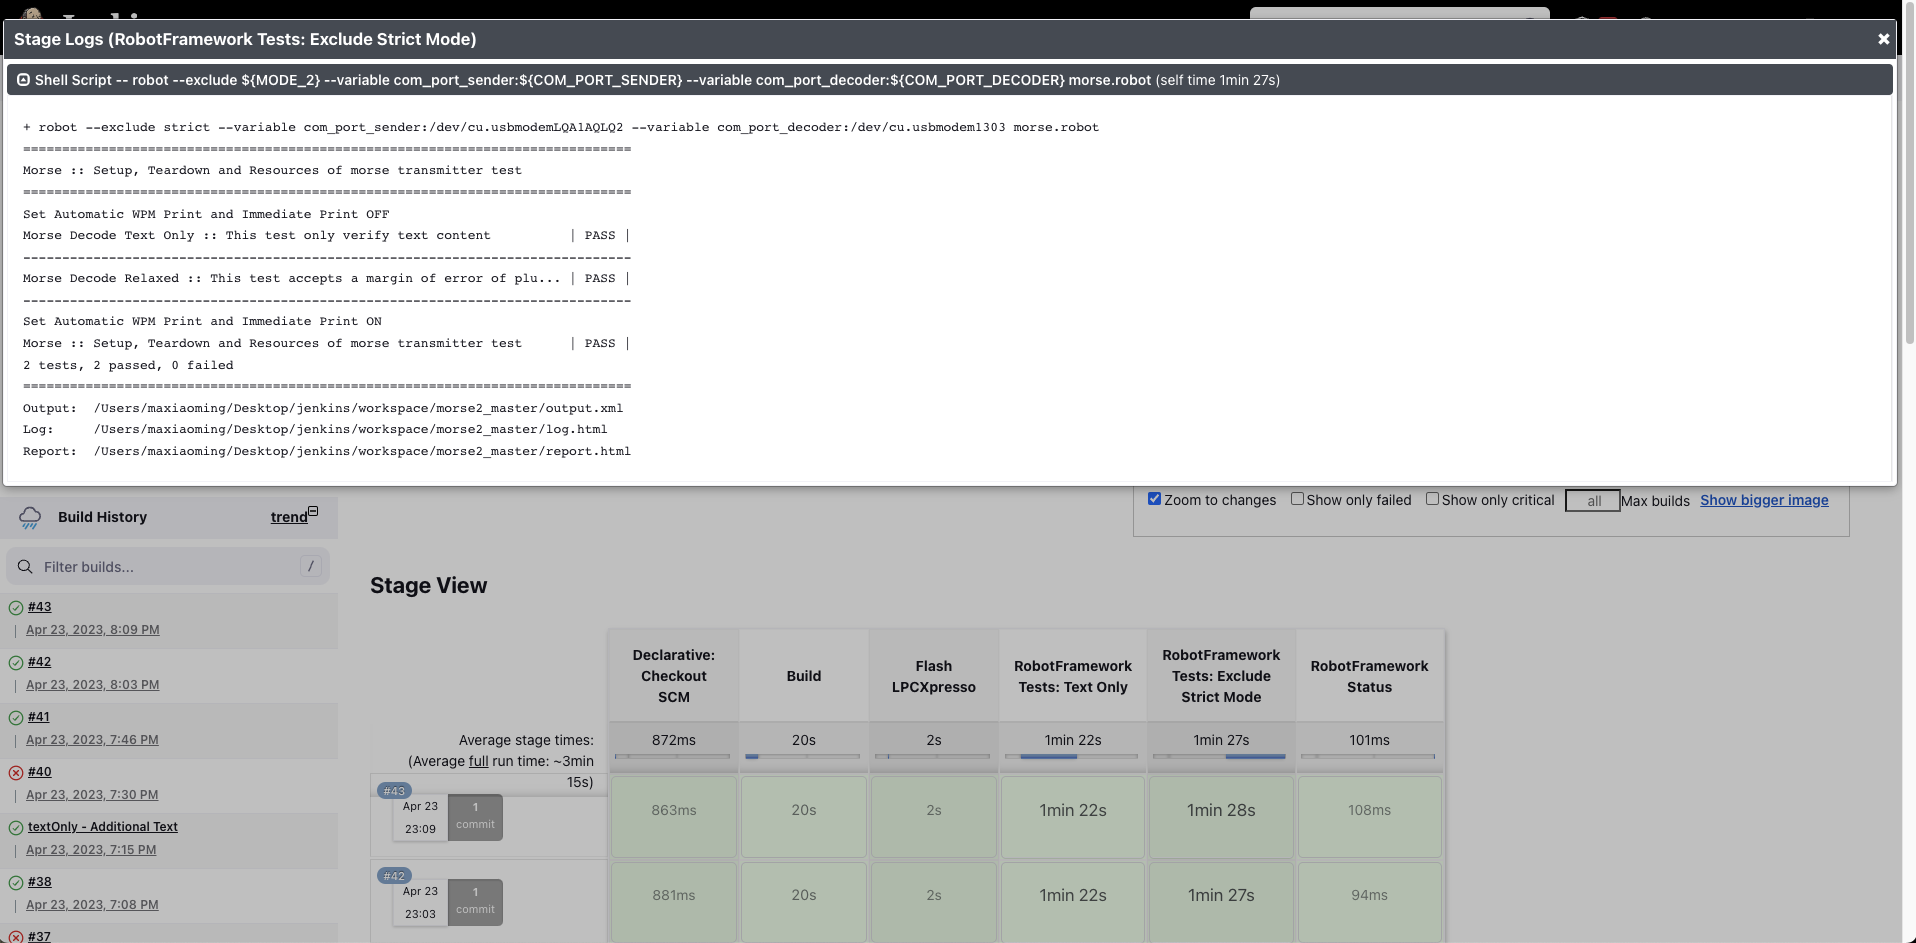 Stage Logs (RobotFramework Tests: Exclude Strict Mode)
Shell Script -- robot --exclude ${MODE_2} --variable com_port_sender:${COM_PORT_SENDER} --variable com_port_decoder:${COM_PORT_DECODER} morse.robot (self time 1min 27s)
+ robot --exclude strict --variable com_port_sender:/dev/cu.usbmodemLQA1AQLQ2 --variable com_port_decoder:/dev/cu.usbmodem1303 morse.robot
==============================================================================
Morse :: Setup, Teardown and Resources of morse transmitter test
==============================================================================
Set Automatic WPM Print and Immediate Print OFF
Morse Decode Text Only :: This test only verify text content          | PASS |
------------------------------------------------------------------------------
Morse Decode Relaxed :: This test accepts a margin of error of plu... | PASS |
------------------------------------------------------------------------------
Set Automatic WPM Print and Immediate Print ON
Morse :: Setup, Teardown and Resources of morse transmitter test      | PASS |
2 tests, 2 passed, 0 failed
==============================================================================
Output:  /Users/maxiaoming/Desktop/jenkins/workspace/morse2_master/output.xml
Log:     /Users/maxiaoming/Desktop/jenkins/workspace/morse2_master/log.html
Report:  /Users/maxiaoming/Desktop/jenkins/workspace/morse2_master/report.html
Zoom to changes Show only failed Show only critical all Max builds Show bigger image
Build History trend
Filter builds... /
#43
Apr 23, 2023, 8:09 PM
#42
Apr 23, 2023, 8:03 PM
#41
Apr 23, 2023, 7:46 PM
#40
Apr 23, 2023, 7:30 PM
textOnly - Additional Text
Apr 23, 2023, 7:15 PM
#38
Apr 23, 2023, 7:08 PM
#37
Stage View
Declarative:
Checkout
SCM
Build
Flash
LPCXpresso
RobotFramework
Tests: Text Only
RobotFramework
Tests: Exclude
Strict Mode
RobotFramework
Status
Average stage times:
(Average full run time: ~3min
15s)
872ms 20s 2s 1min 22s 1min 27s 101ms
#43
Apr 23
23:09
1
commit
863ms 20s 2s 1min 22s 1min 28s 108ms
#42
Apr 23
23:03
1
commit
881ms 20s 2s 1min 22s 1min 27s 94ms